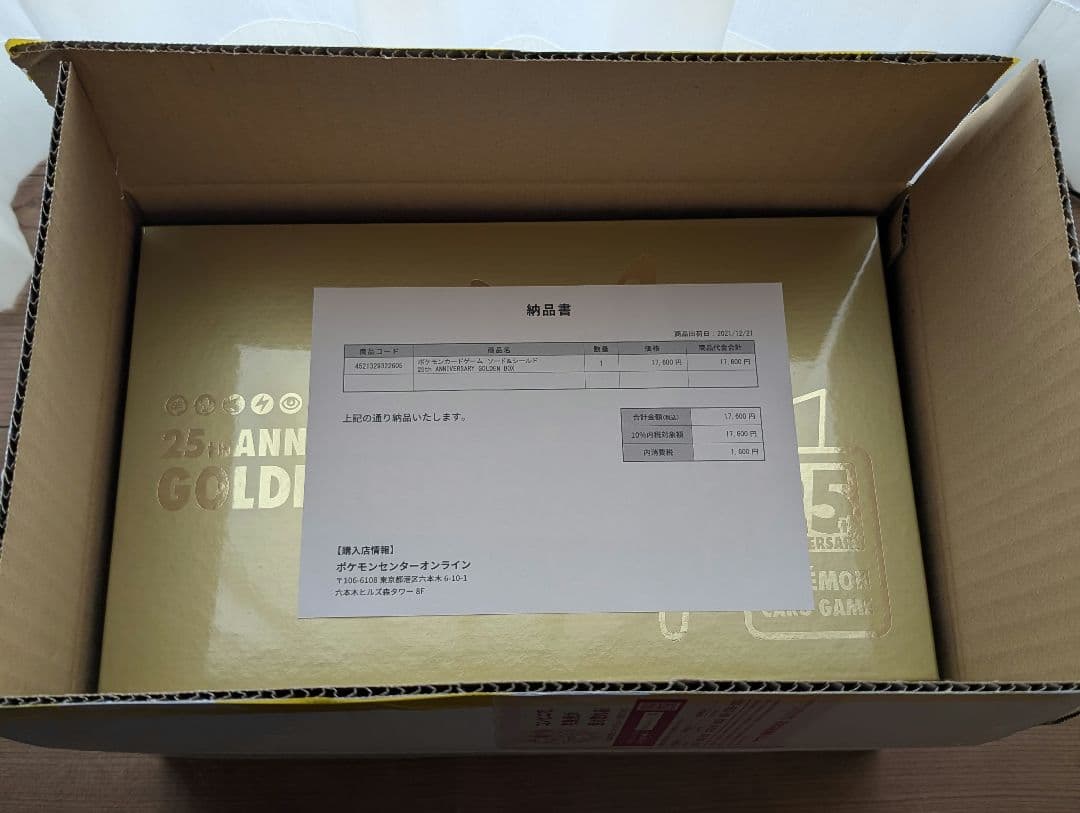 納品書
商品出荷日：2021/12/21
商品コード 商品名 数量 価格 商品代金合計
4521329322605 ポケモンカードゲーム ソード&シールド 1 17,600 円 17,600 円
25th ANNIVERSARY GOLDEN BOX
上記の通り納品いたします。
合計金額(税込) 17,600 円
10%内税対象額 17,600 円
内消費税 1,600 円
【購入店情報】
ポケモンセンターオンライン
〒106-6108 東京都港区六本木 6-10-1
六本木ヒルズ森タワー 8F
25TH ANN
GOLDE
25th
ERSARY
ÉMON
CARD GAME